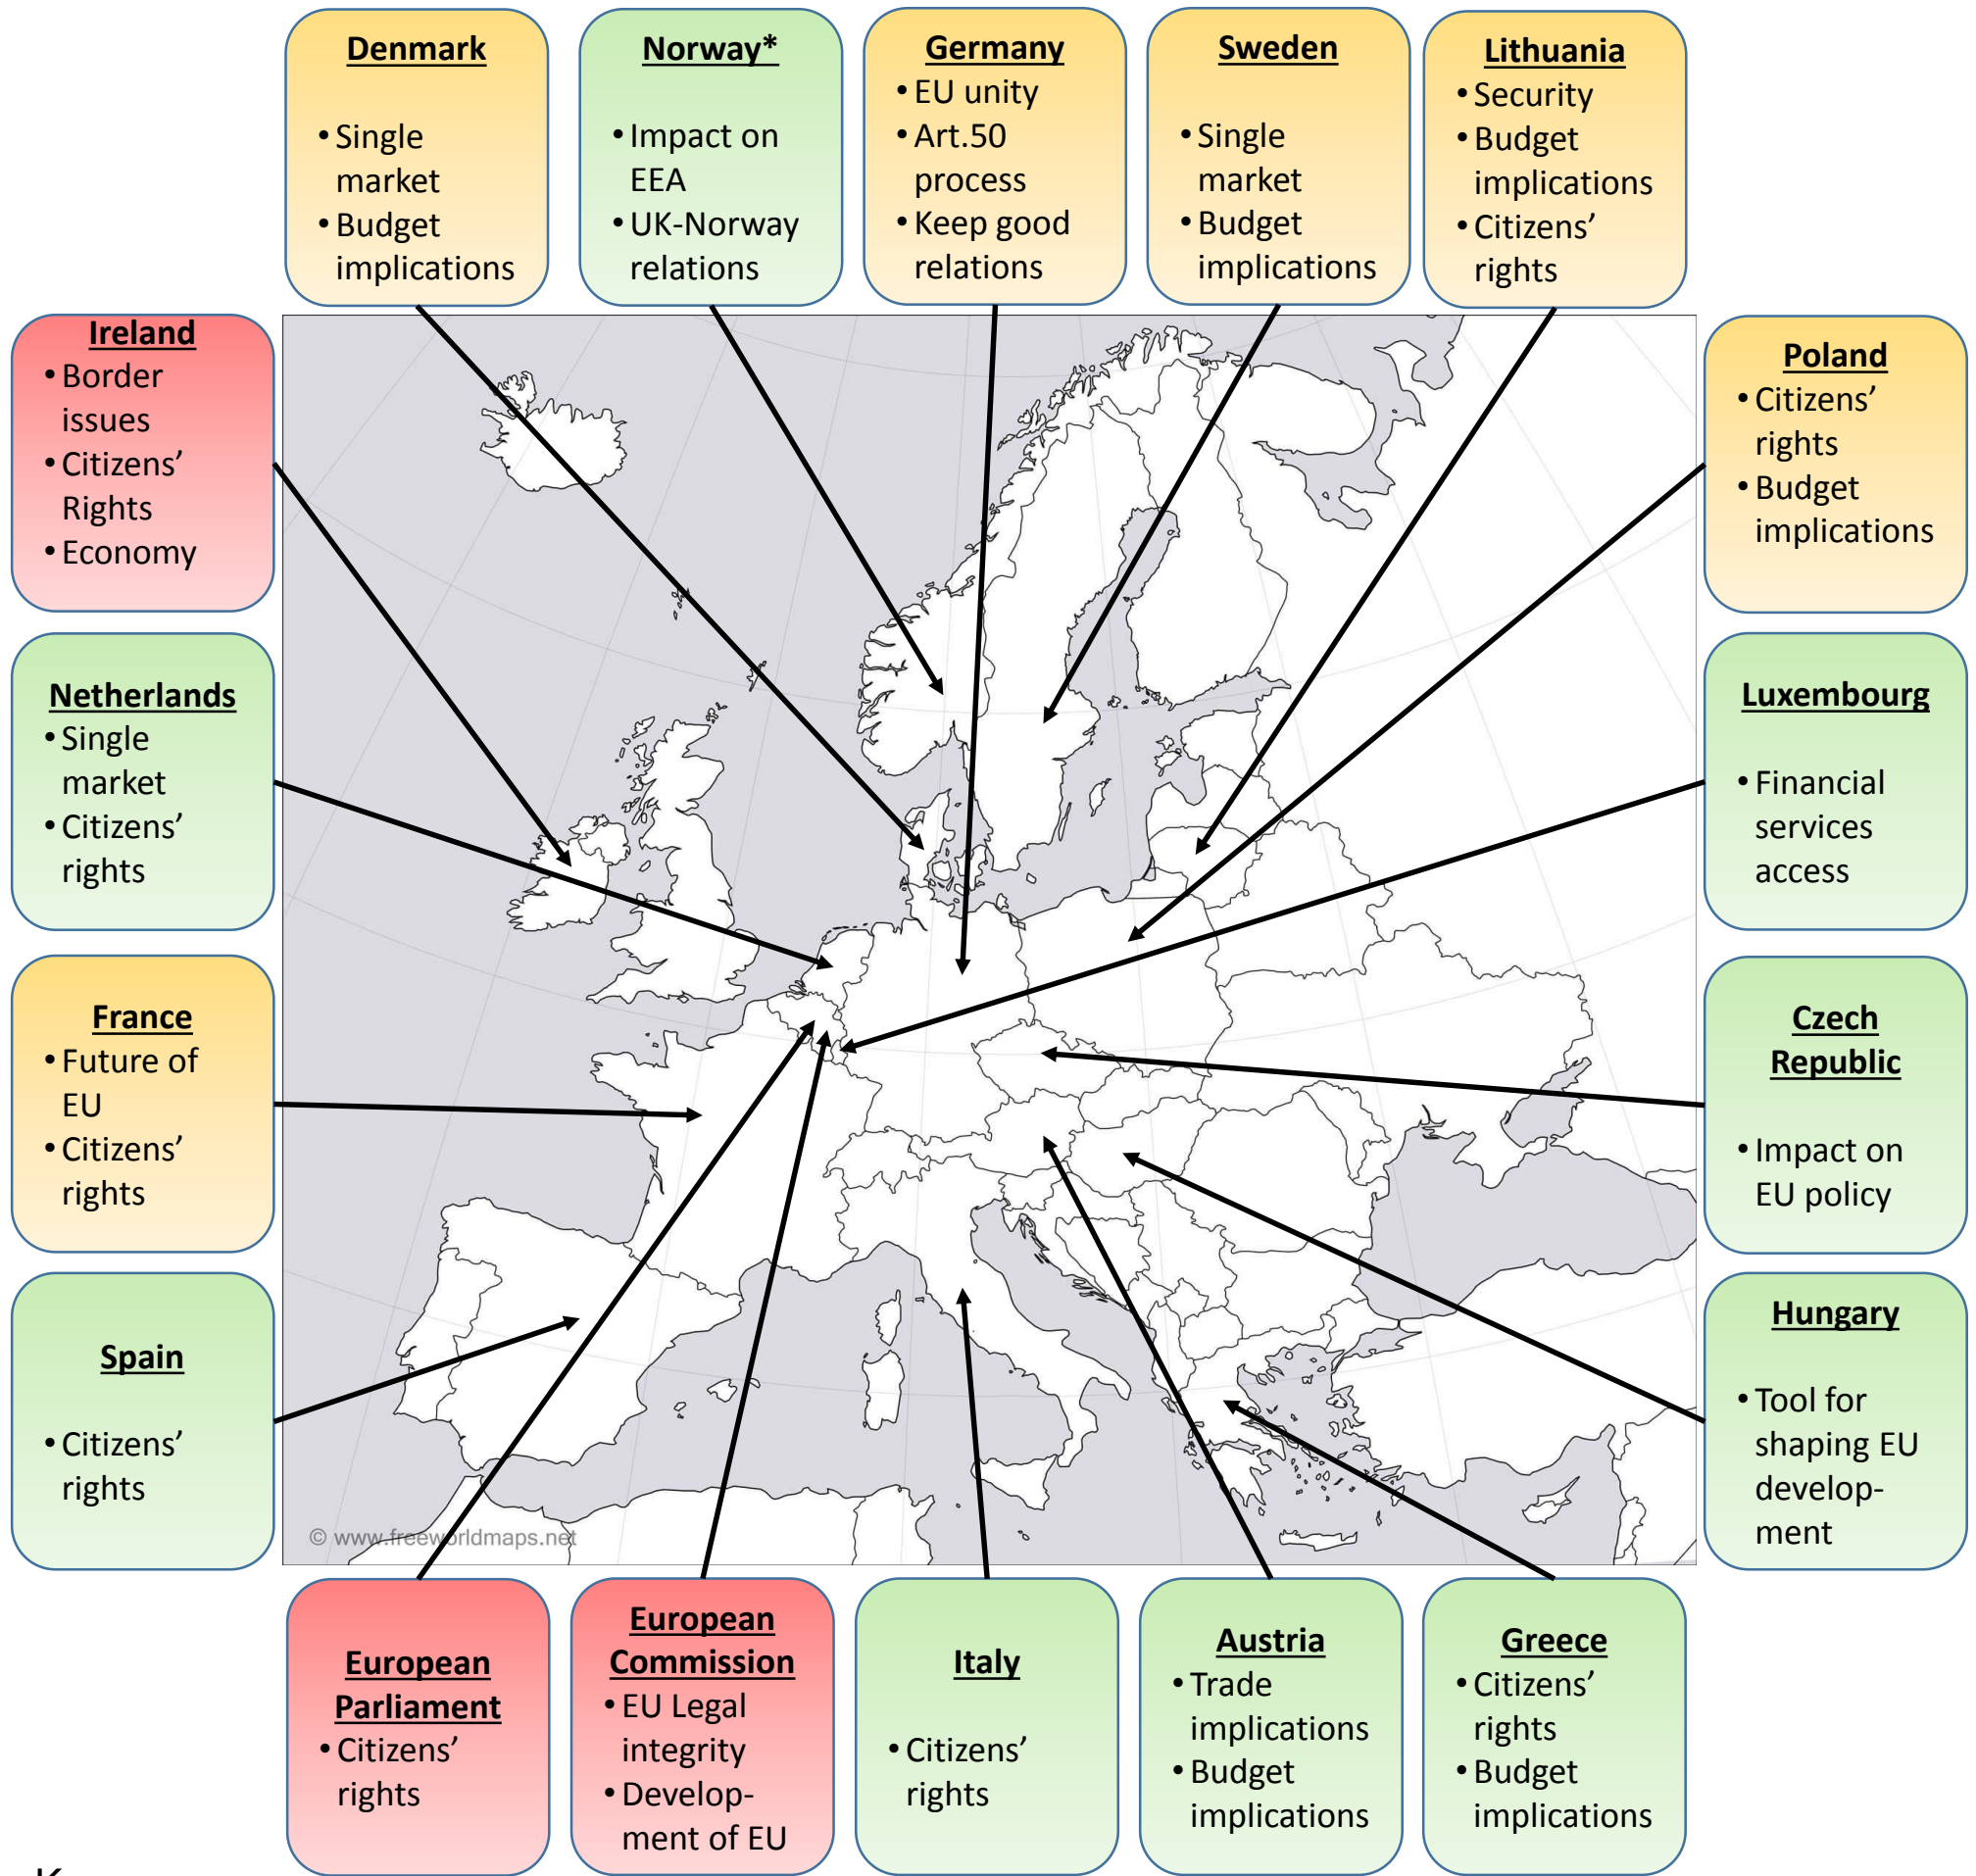 Denmark
• Single
market
• Budget
implications
Norway*
• Impact on
EEA
• UK-Norway
relations
Germany
• EU unity
• Art.50
process
• Keep good
relations
Sweden
• Single
market
• Budget
implications
Lithuania
• Security
• Budget
implications
• Citizens’
rights
Ireland
• Border
issues
• Citizens’
Rights
• Economy
Poland
• Citizens’
rights
• Budget
implications
Netherlands
• Single
market
• Citizens’
rights
Luxembourg
• Financial
services
access
France
• Future of
EU
• Citizens’
rights
Czech
Republic
• Impact on
EU policy
Spain
• Citizens’
rights
Hungary
• Tool for
shaping EU
develop-
ment
© www.freeworldmaps.net
European
Parliament
• Citizens’
rights
European
Commission
• EU Legal
integrity
• Develop-
ment of EU
Italy
• Citizens’
rights
Austria
• Trade
implications
• Budget
implications
Greece
• Citizens’
rights
• Budget
implications